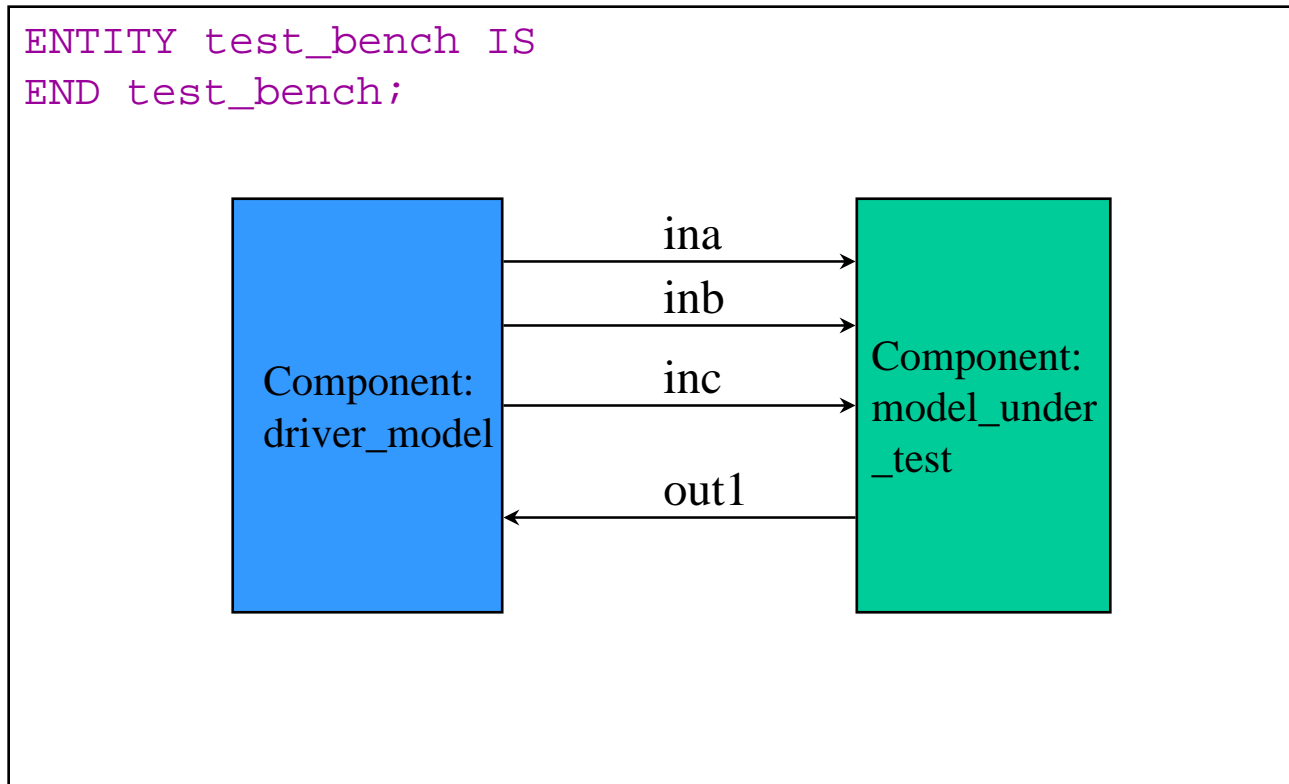 ENTITY test_bench IS
END test_bench;
ina
inb
inc
out1
Component:
driver_model
Component:
model_under
_test